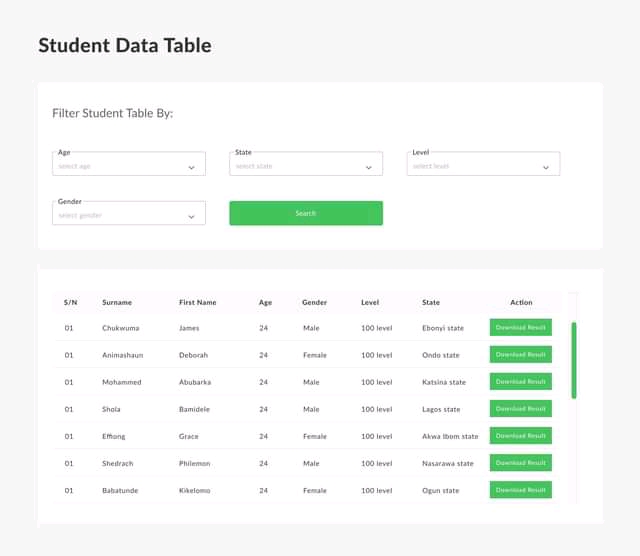 Student Data Table
Filter Student Table By:
Age State Level
select age select state select level
Gender
select gender Search
S/N Surname First Name Age Gender Level State Action
01 Chukwuma James 24 Male 100 level Ebonyi state Download Result
01 Animashaun Deborah 24 Female 100 level Ondo state Download Result
01 Mohammed Abubarka 24 Male 100 level Katsina state Download Result
01 Shola Bamidele 24 Male 100 level Lagos state Download Result
01 Effiong Grace 24 Female 100 level Akwa Ibom state Download Result
01 Shedrach Philemon 24 Male 100 level Nasarawa state Download Result
01 Babatunde Kikelomo 24 Female 100 level Ogun state Download Result